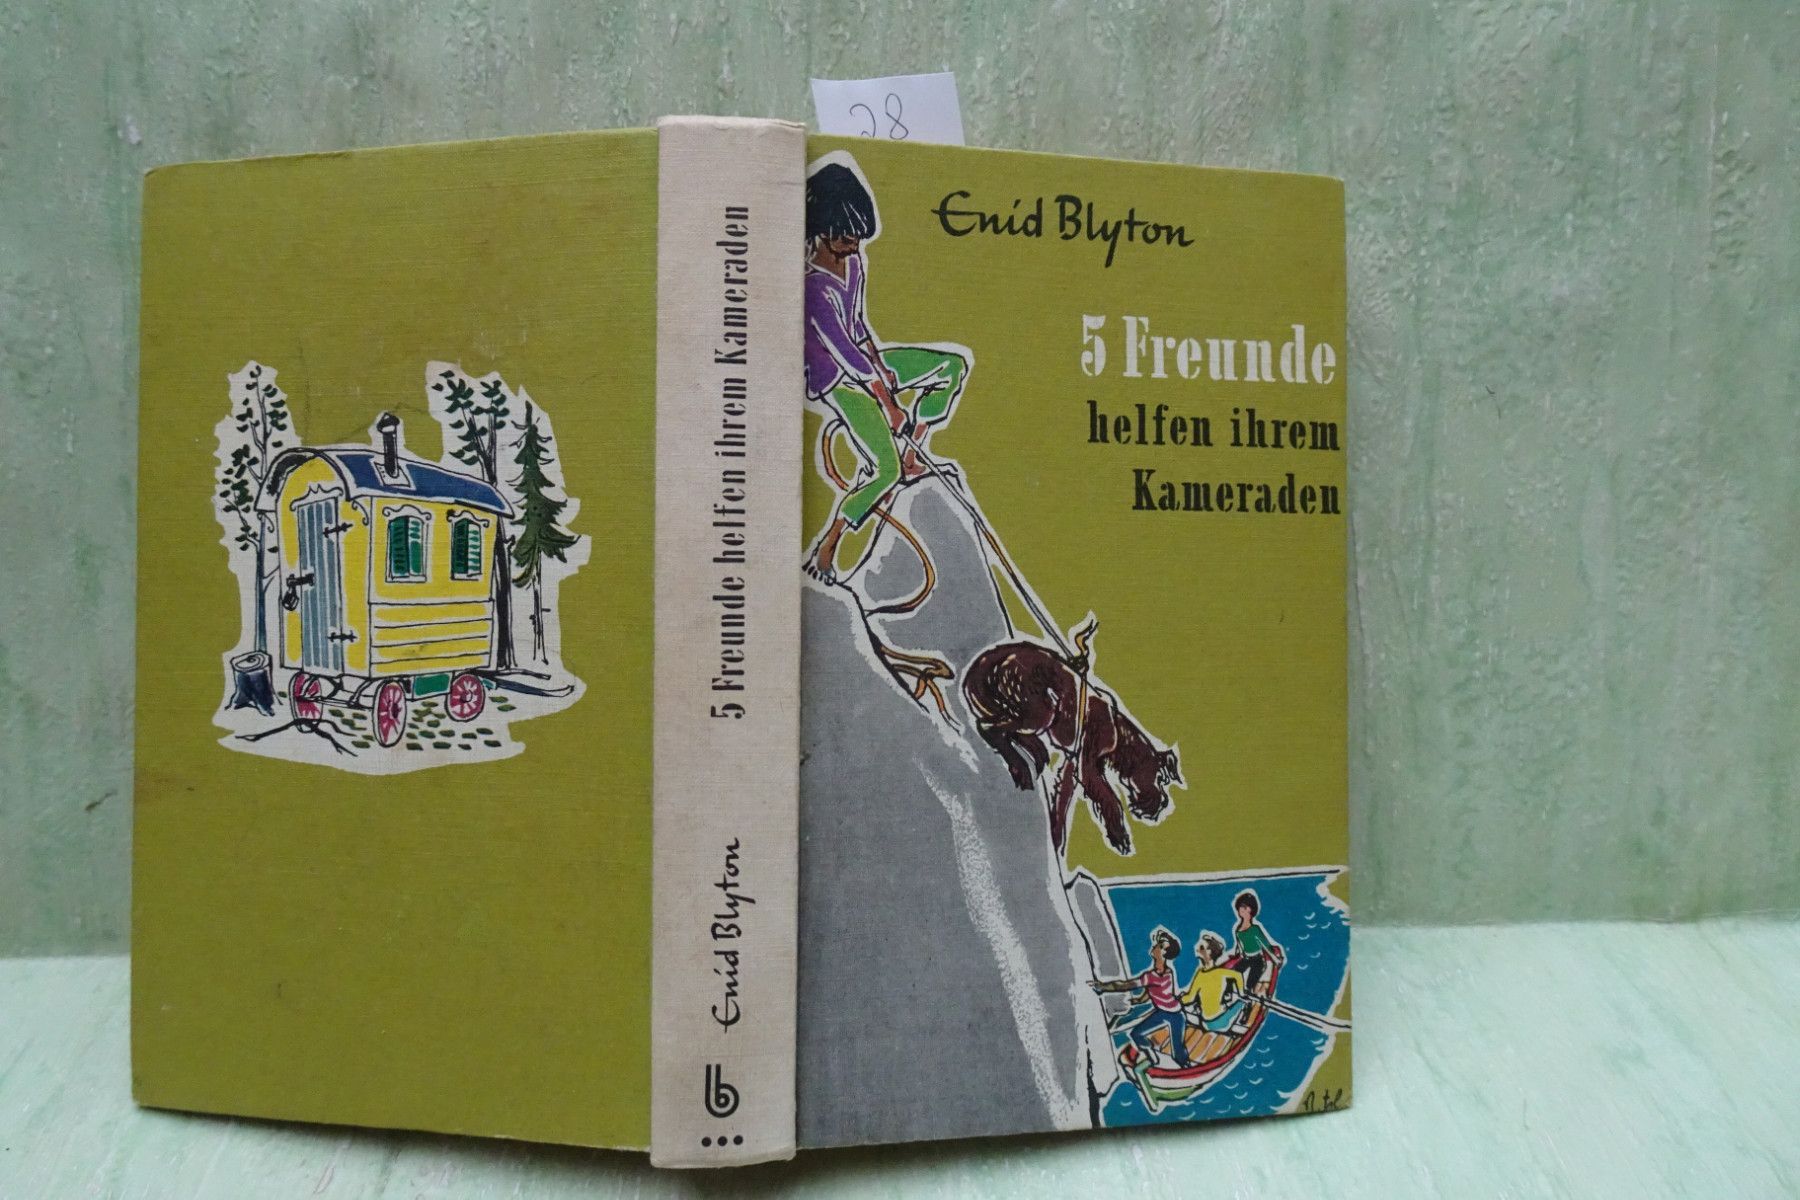 28
5 Freunde helfen ihrem Kameraden
Enid Blyton
Enid Blyton
5 Freunde
helfen ihrem
Kameraden